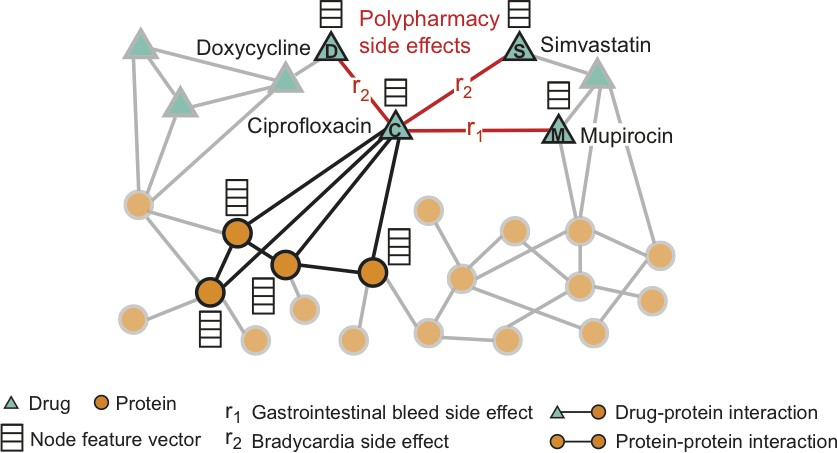 Polypharmacy
side effects
Doxycycline
D
S
Simvastatin
r2
r2
Ciprofloxacin
C
r1
M
Mupirocin
Drug
Protein
Node feature vector
r1 Gastrointestinal bleed side effect
r2 Bradycardia side effect
Drug-protein interaction
Protein-protein interaction